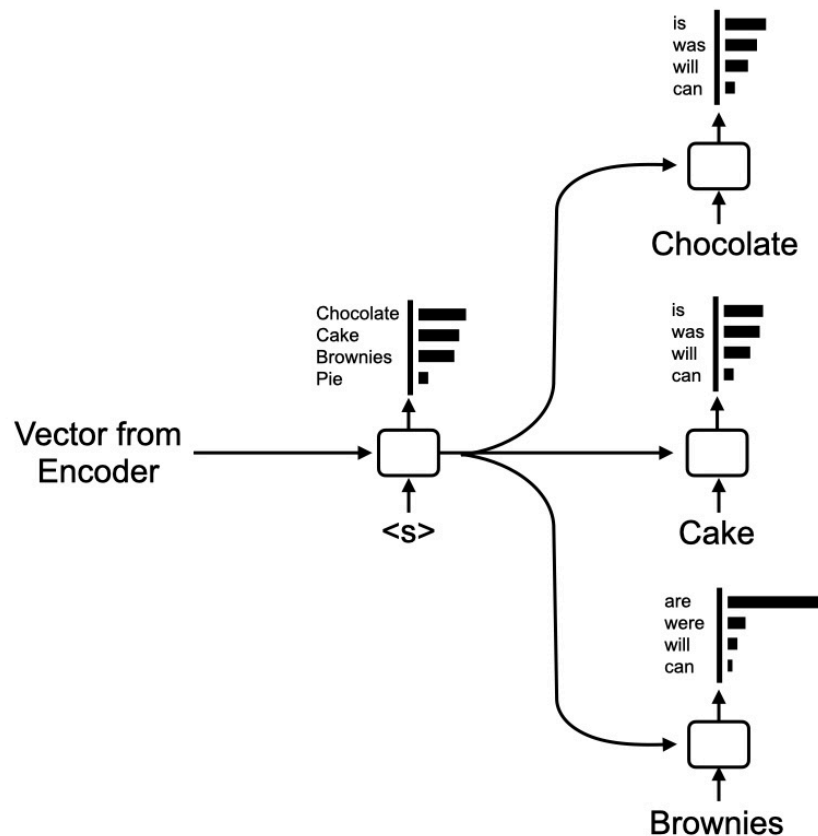 is
was
will
can
Chocolate
Chocolate
Cake
Brownies
Pie
is
was
will
can
Vector from
Encoder
<s>
Cake
are
were
will
can
Brownies